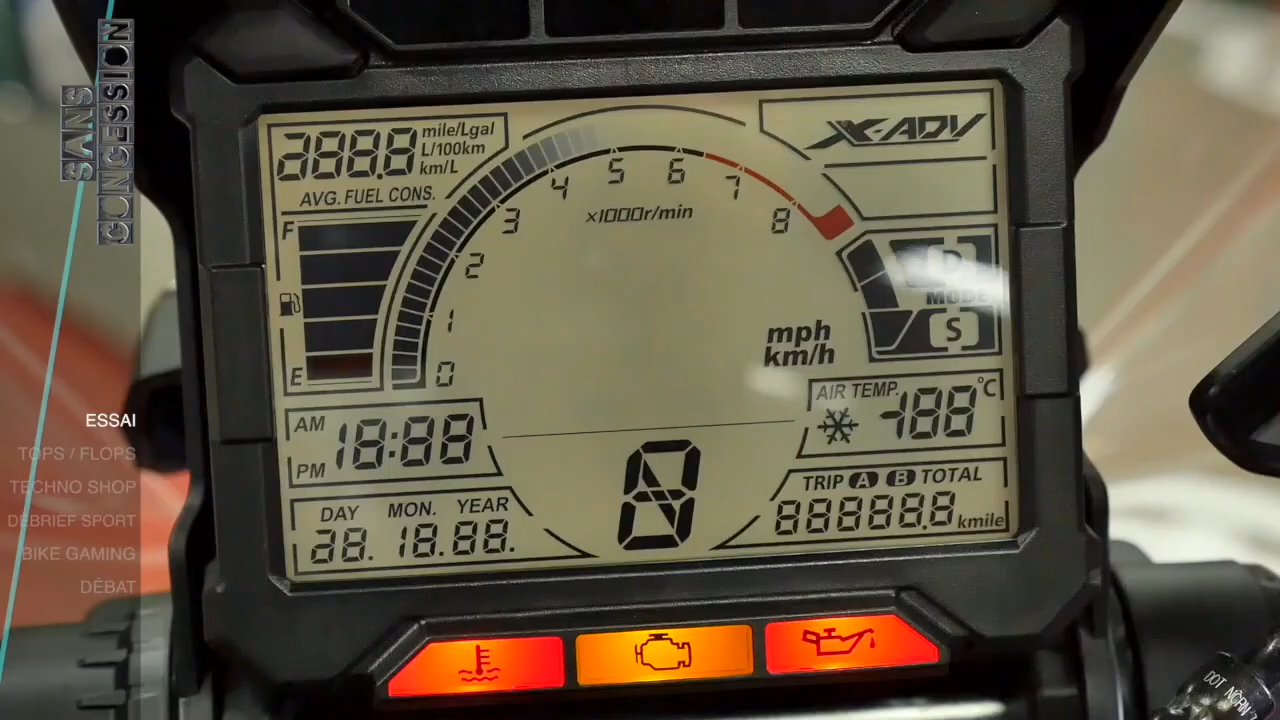 SANS
CONCESSION
ESSAI
TOPS / FLOPS
TECHNO SHOP
DÉBRIEF SPORT
BIKE GAMING
DÉBAT
mile/Lgal
L/100km
km/L
AVG. FUEL CONS.
F
E
0
1
2
3
4
5
6
7
8
×1000r/min
X-ADV
D
MODE
S
mph
km/h
AM
PM
18:88
DAY MON. YEAR
38. 18.88.
8
AIR TEMP.
-188°C
TRIP A B TOTAL
888888.8 kmile
DOT